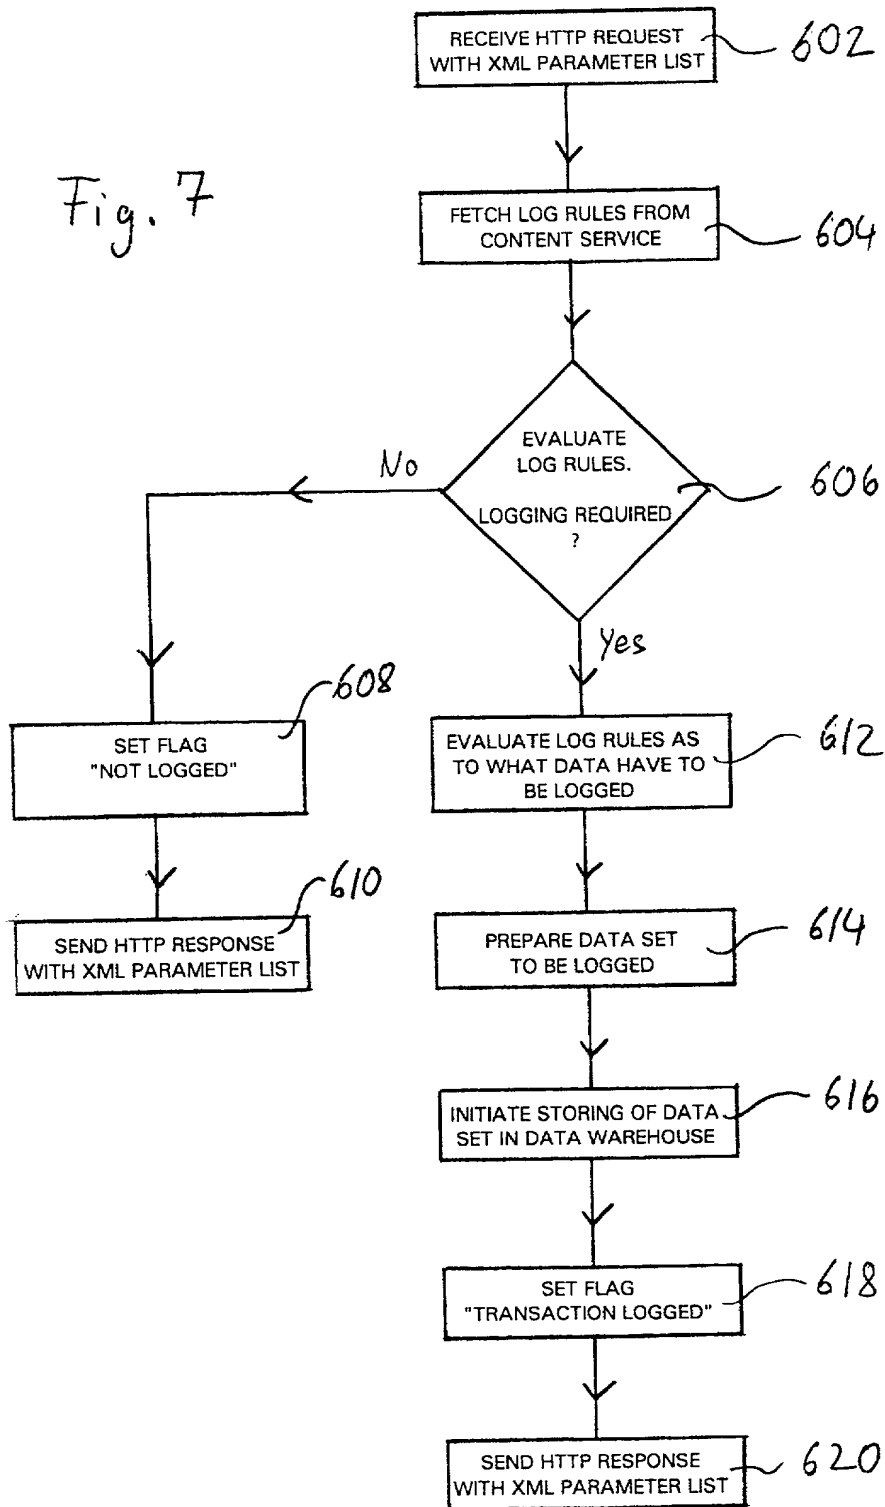 RECEIVE HTTP REQUEST
WITH XML PARAMETER LIST
602
Fig. 7
FETCH LOG RULES FROM
CONTENT SERVICE
604
EVALUATE
LOG RULES.
LOGGING REQUIRED
?
606
No
Yes
608
SET FLAG
"NOT LOGGED"
EVALUATE LOG RULES AS
TO WHAT DATA HAVE TO
BE LOGGED
612
610
SEND HTTP RESPONSE
WITH XML PARAMETER LIST
PREPARE DATA SET
TO BE LOGGED
614
INITIATE STORING OF DATA
SET IN DATA WAREHOUSE
616
SET FLAG
"TRANSACTION LOGGED"
618
SEND HTTP RESPONSE
WITH XML PARAMETER LIST
620